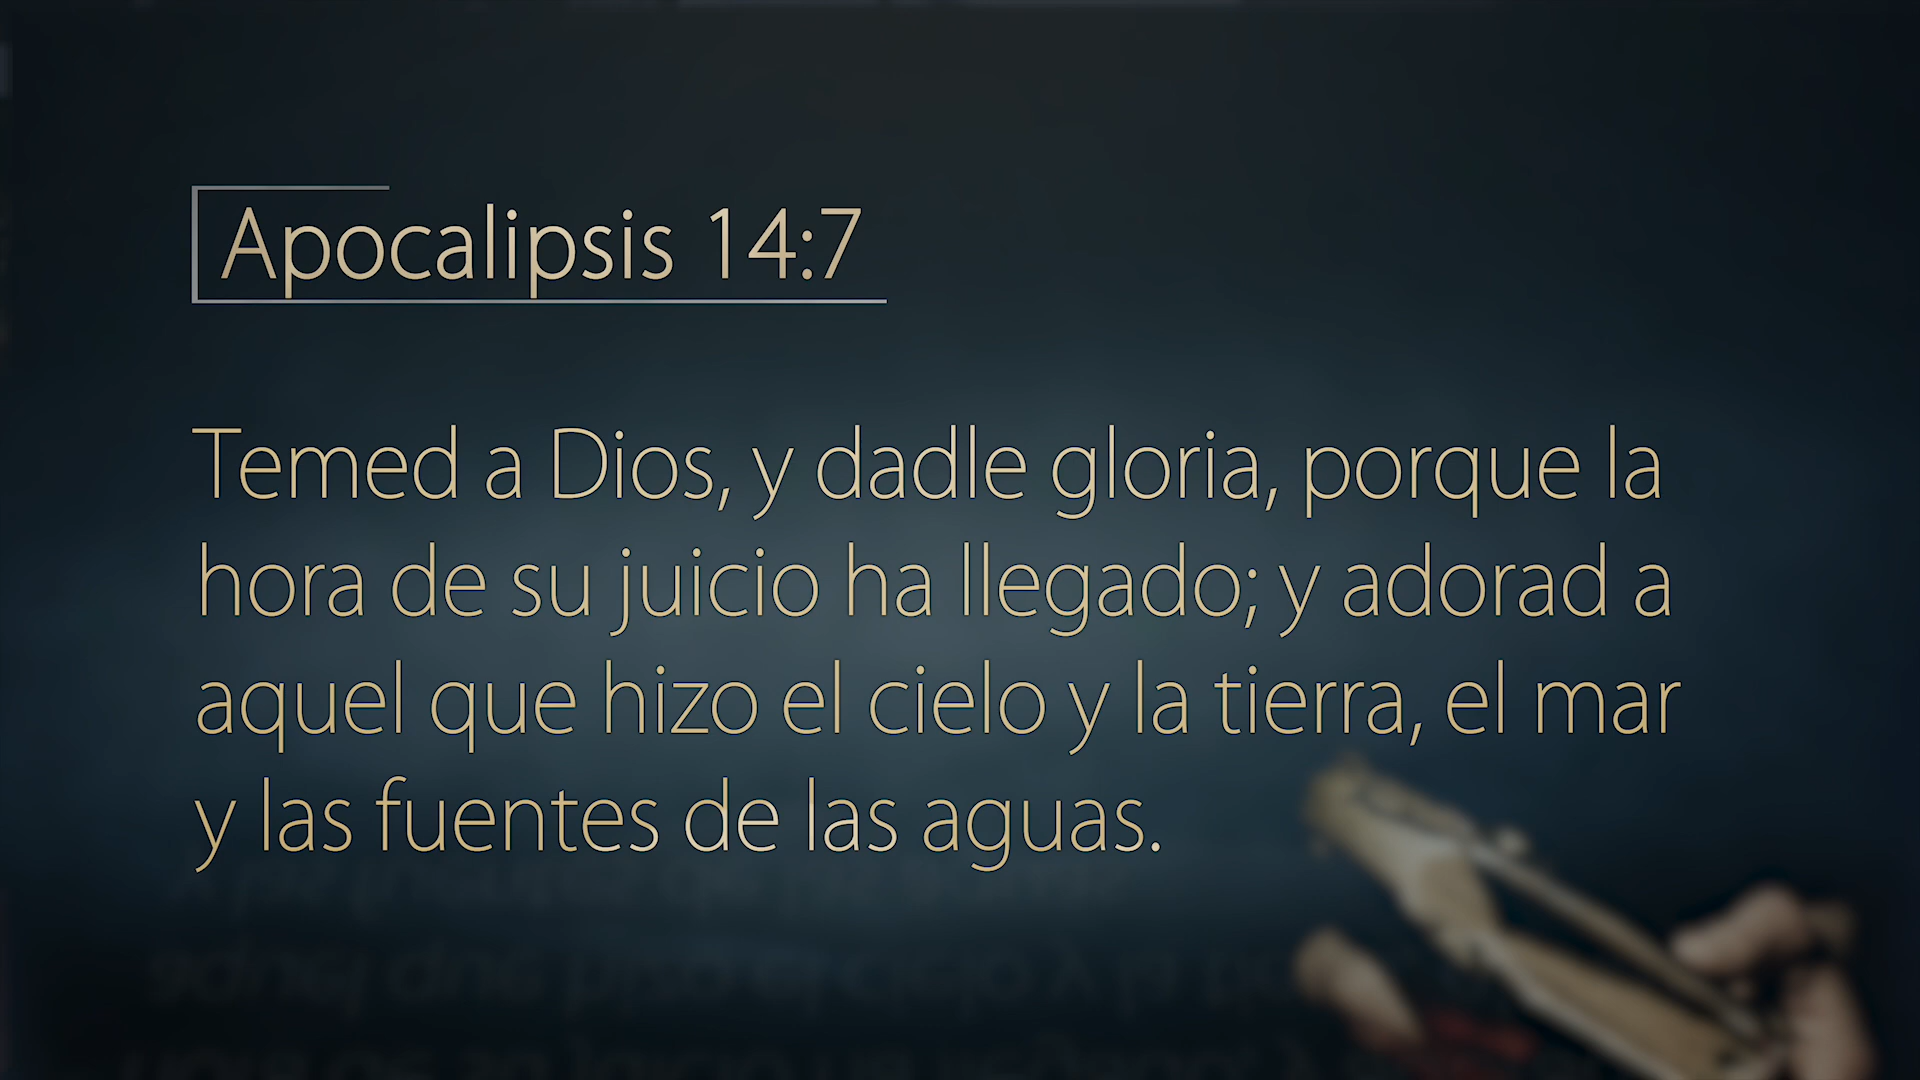 Apocalipsis 14:7
Temed a Dios, y dadle gloria, porque la
hora de su juicio ha llegado; y adorad a
aquel que hizo el cielo y la tierra, el mar
y las fuentes de las aguas.